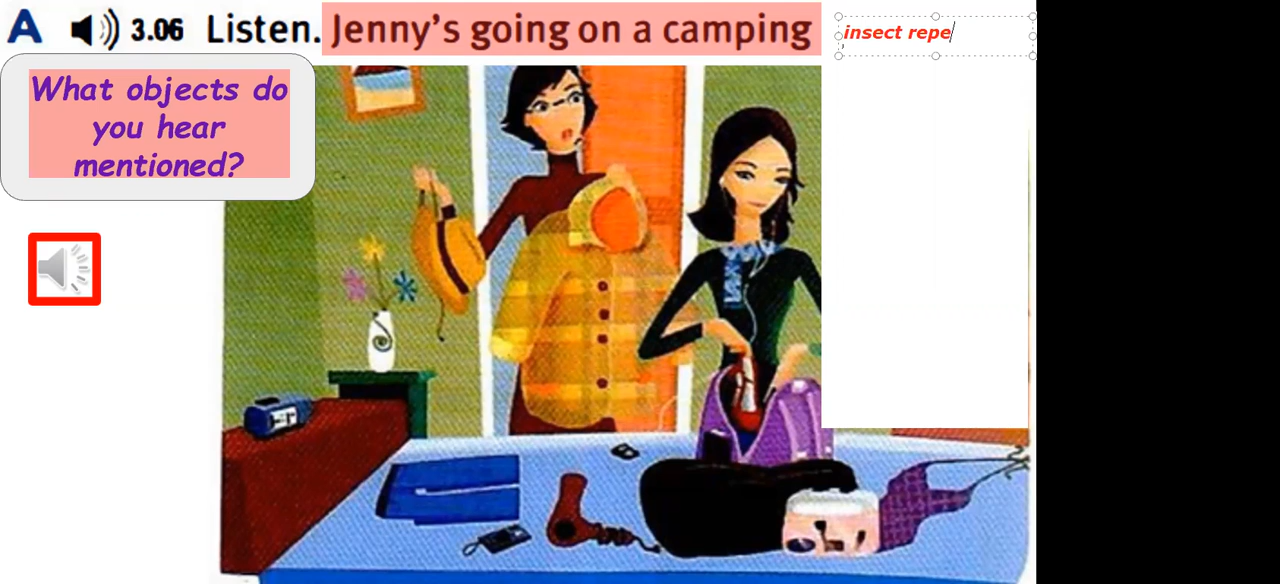 A 3.06 Listen. Jenny's going on a camping
insect repe
What objects do
you hear
mentioned?